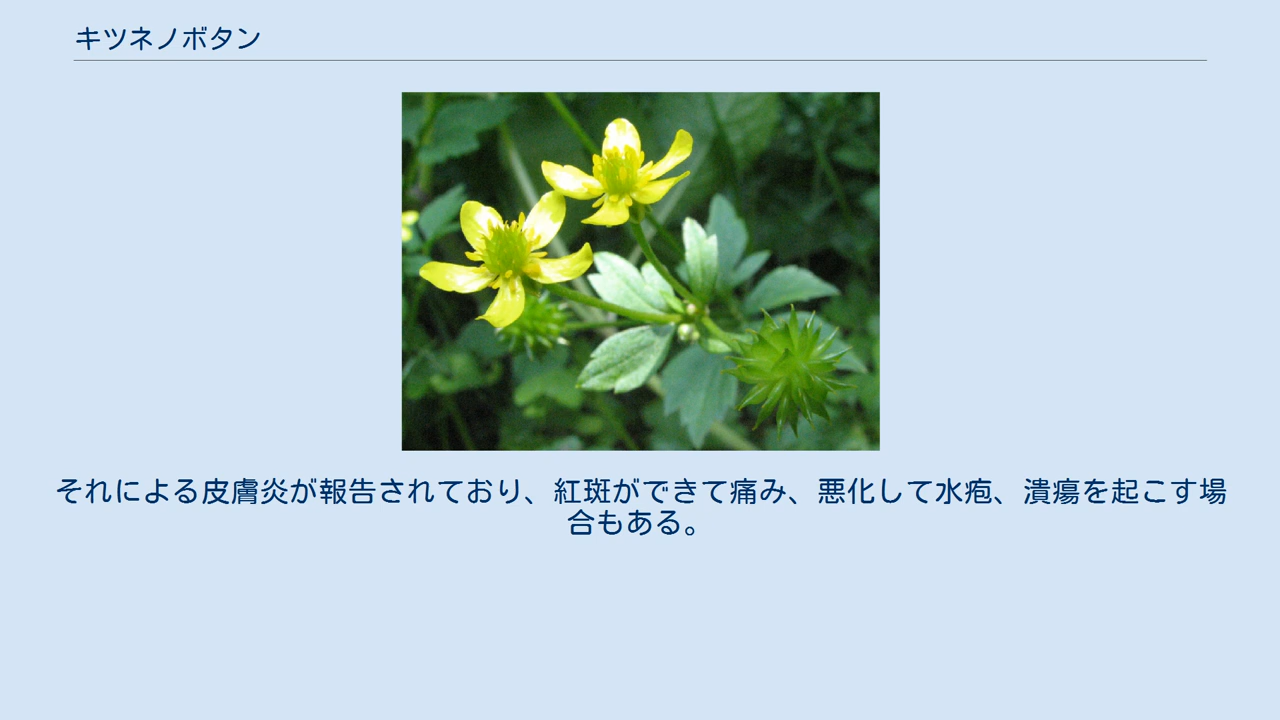 キツネノボタン
それによる皮膚炎が報告されており、紅斑ができて痛み、悪化して水疱、潰瘍を起こす場
合もある。